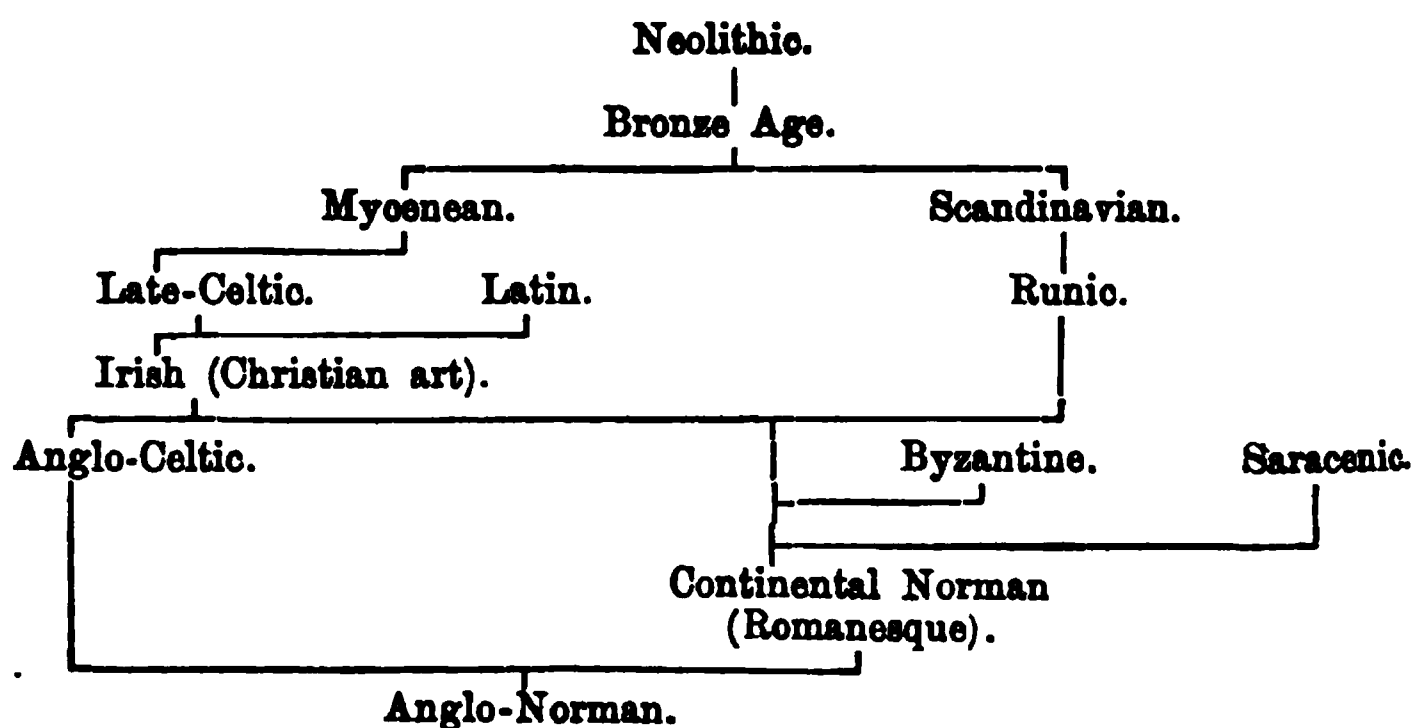 Neolithic.
Bronze Age.
Mycenean. Scandinavian.
Late-Celtic. Latin. Runic.
Irish (Christian art).
Anglo-Celtic. Byzantine. Saracenic.
Continental Norman
(Romanesque).
Anglo-Norman.